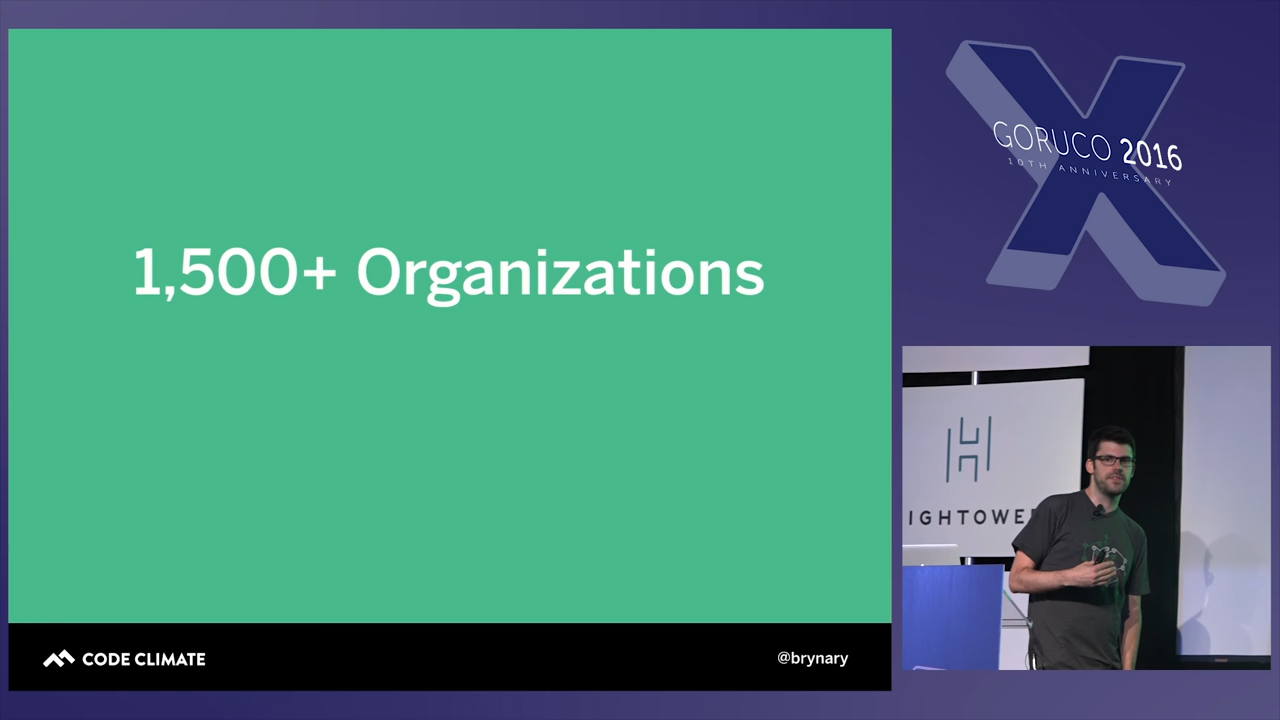 1,500+ Organizations
CODE CLIMATE
@brynary
GORUCO 2016
10TH ANNIVERSARY
IGHTOWE